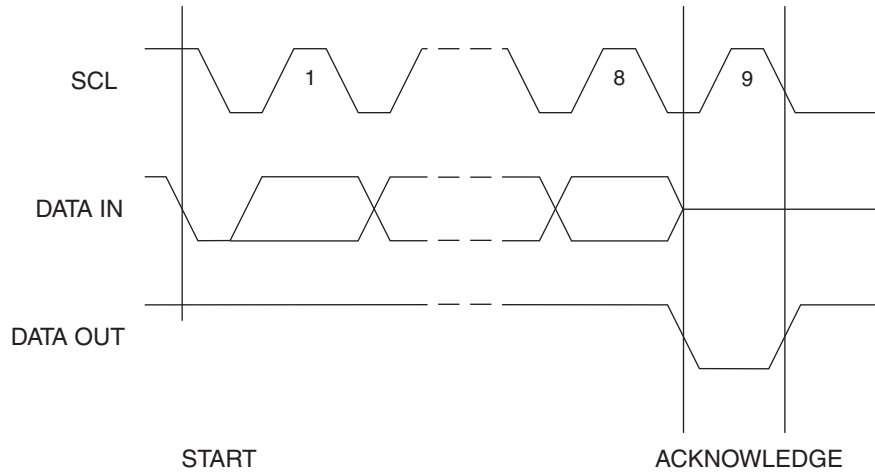 SCL
1
8
9
DATA IN
DATA OUT
START
ACKNOWLEDGE